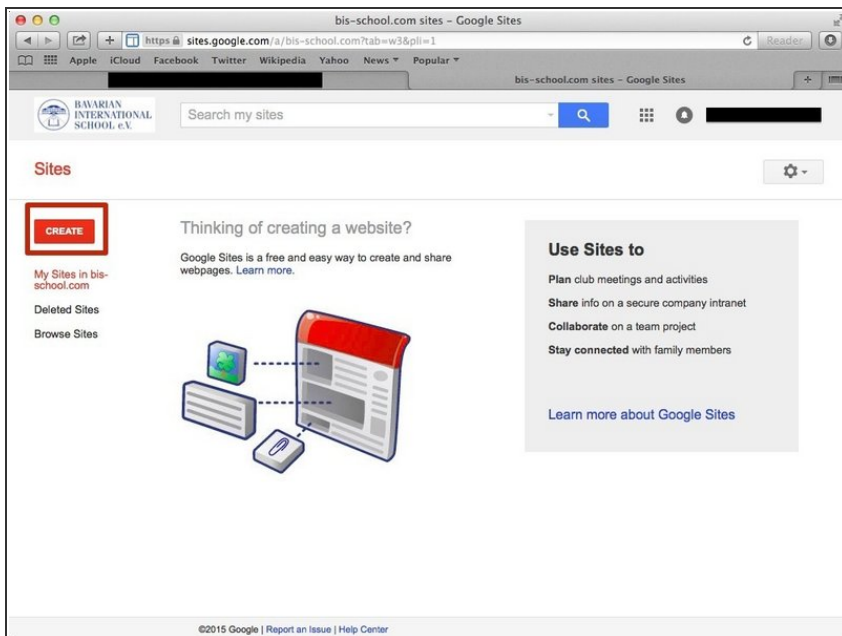 bis-school.com sites – Google Sites
https sites.google.com/a/bis-school.com?tab=w3&pli=1
Reader
Apple iCloud Facebook Twitter Wikipedia Yahoo News Popular
bis-school.com sites – Google Sites
BAVARIAN
INTERNATIONAL
SCHOOL e.V.
Search my sites
Sites
CREATE
My Sites in bis-
school.com
Deleted Sites
Browse Sites
Thinking of creating a website?
Google Sites is a free and easy way to create and share
webpages. Learn more.
Use Sites to
Plan club meetings and activities
Share info on a secure company intranet
Collaborate on a team project
Stay connected with family members
Learn more about Google Sites
©2015 Google | Report an Issue | Help Center